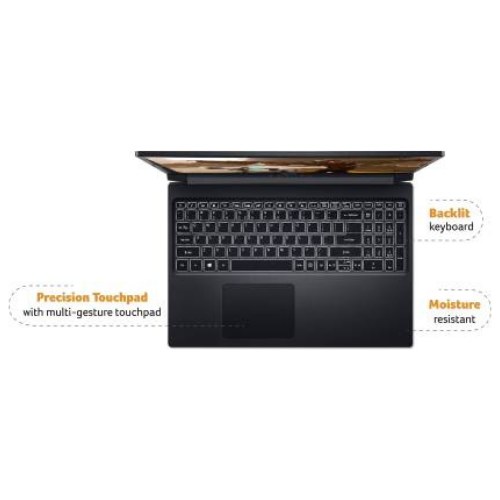 Backlit
keyboard
Precision Touchpad
with multi-gesture touchpad
Moisture
resistant